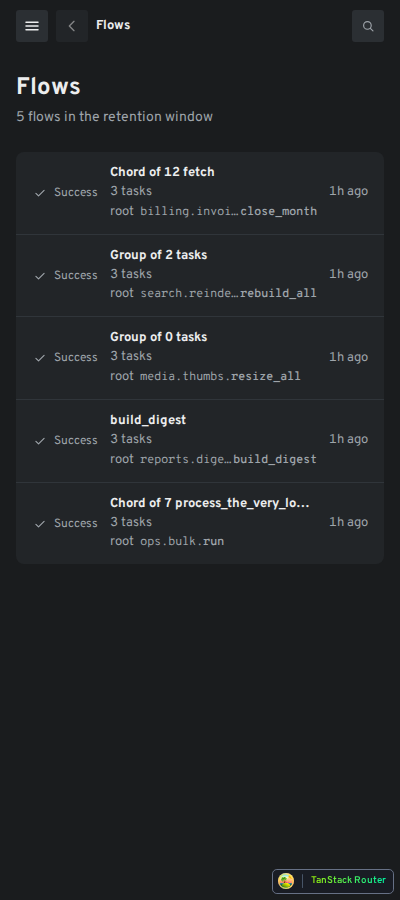 Flows
Flows
5 flows in the retention window
Chord of 12 fetch
Success
3 tasks
1h ago
root billing.invoi…close_month
Group of 2 tasks
Success
3 tasks
1h ago
root search.reinde…rebuild_all
Group of 0 tasks
Success
3 tasks
1h ago
root media.thumbs.resize_all
build_digest
Success
3 tasks
1h ago
root reports.dige…build_digest
Chord of 7 process_the_very_lo…
Success
3 tasks
1h ago
root ops.bulk.run
TanStack Router